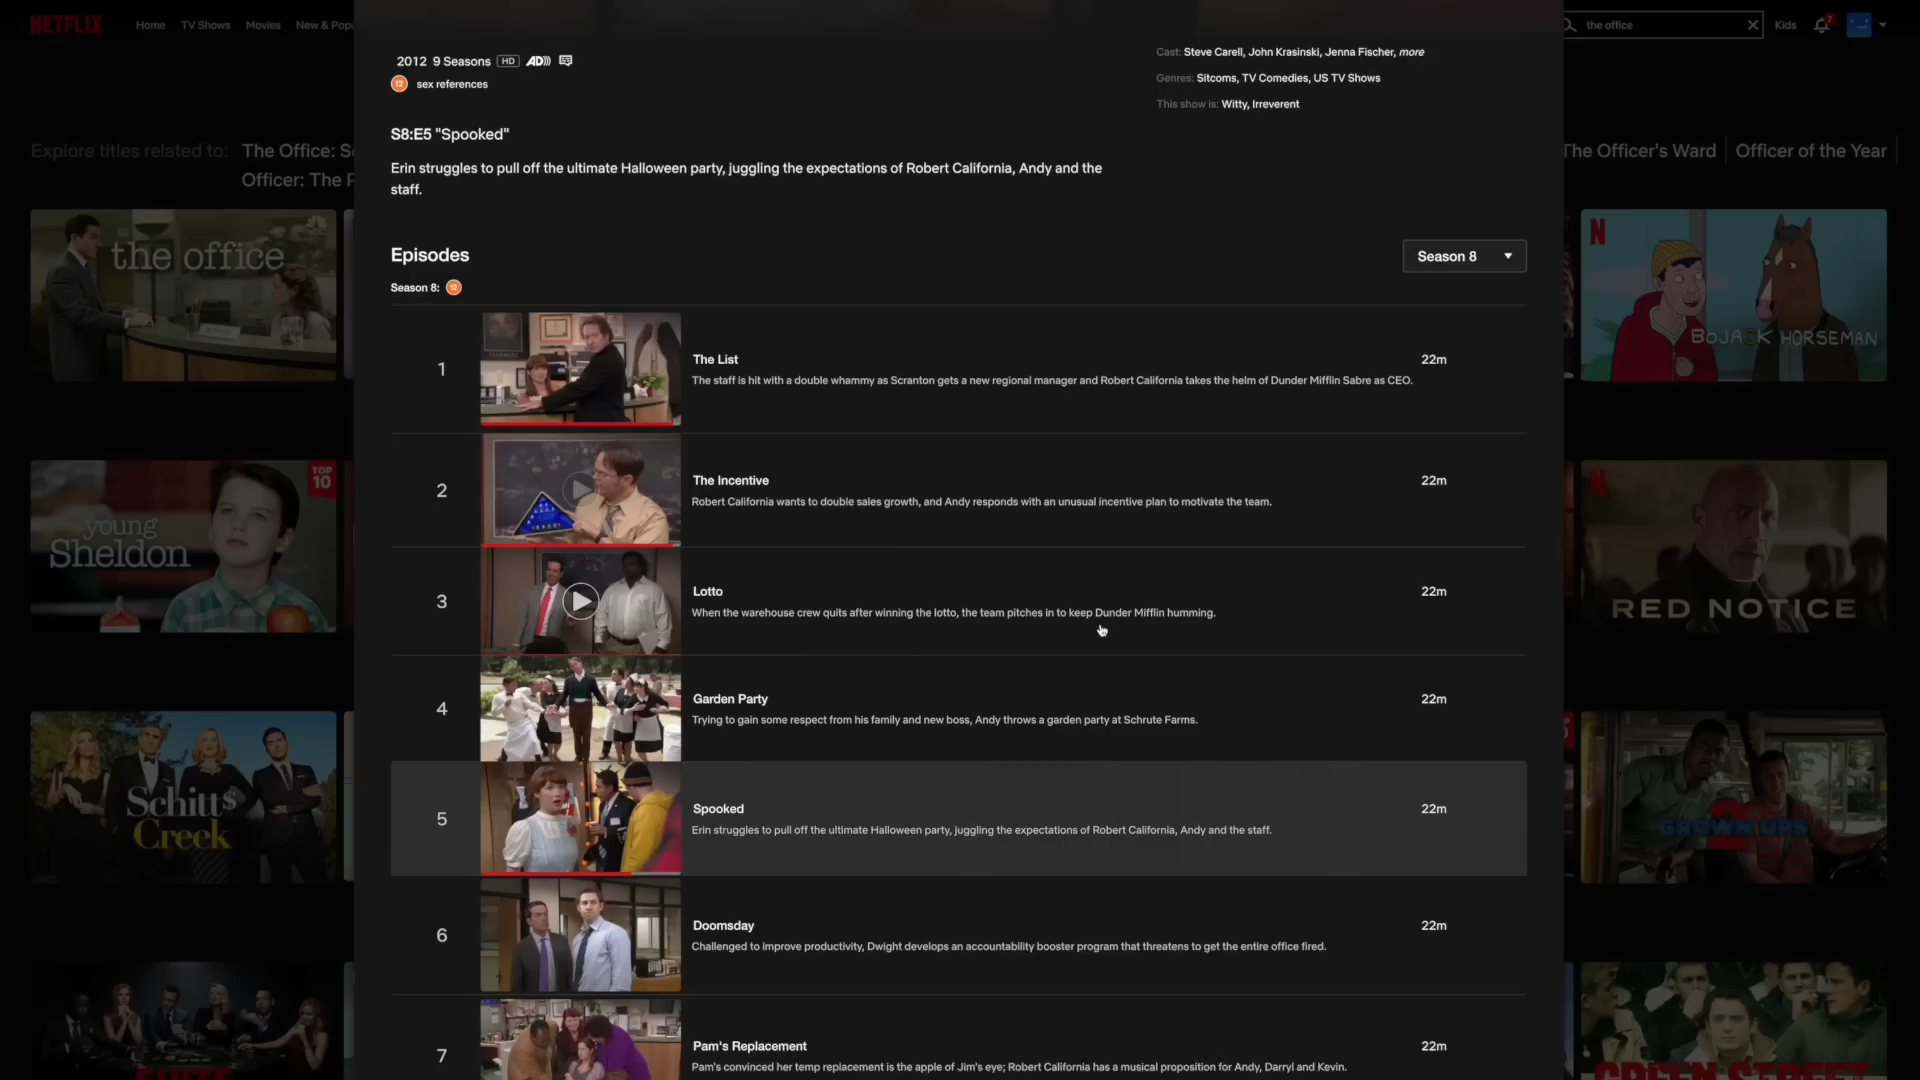 NETFLIX
Home
TV Shows
Movies
New & Popu
the office
Kids
7
2012 9 Seasons HD AD
12 sex references
Cast: Steve Carell, John Krasinski, Jenna Fischer, more
Genres: Sitcoms, TV Comedies, US TV Shows
This show is: Witty, Irreverent
S8:E5 "Spooked"
Erin struggles to pull off the ultimate Halloween party, juggling the expectations of Robert California, Andy and the
staff.
Explore titles related to:
The Office: S
Officer: The F
The Officer's Ward
Officer of the Year
Episodes
Season 8
Season 8: 12
1
The List
22m
The staff is hit with a double whammy as Scranton gets a new regional manager and Robert California takes the helm of Dunder Mifflin Sabre as CEO.
2
The Incentive
22m
Robert California wants to double sales growth, and Andy responds with an unusual incentive plan to motivate the team.
3
Lotto
22m
When the warehouse crew quits after winning the lotto, the team pitches in to keep Dunder Mifflin humming.
4
Garden Party
22m
Trying to gain some respect from his family and new boss, Andy throws a garden party at Schrute Farms.
5
Spooked
22m
Erin struggles to pull off the ultimate Halloween party, juggling the expectations of Robert California, Andy and the staff.
6
Doomsday
22m
Challenged to improve productivity, Dwight develops an accountability booster program that threatens to get the entire office fired.
7
Pam's Replacement
22m
Pam's convinced her temp replacement is the apple of Jim's eye; Robert California has a musical proposition for Andy, Darryl and Kevin.
the office
young
Sheldon
TOP
10
Schitt$
Creek
SUITS
N
BOJACK HORSEMAN
N
RED NOTICE
GROWN UPS
2
GREEN STREET